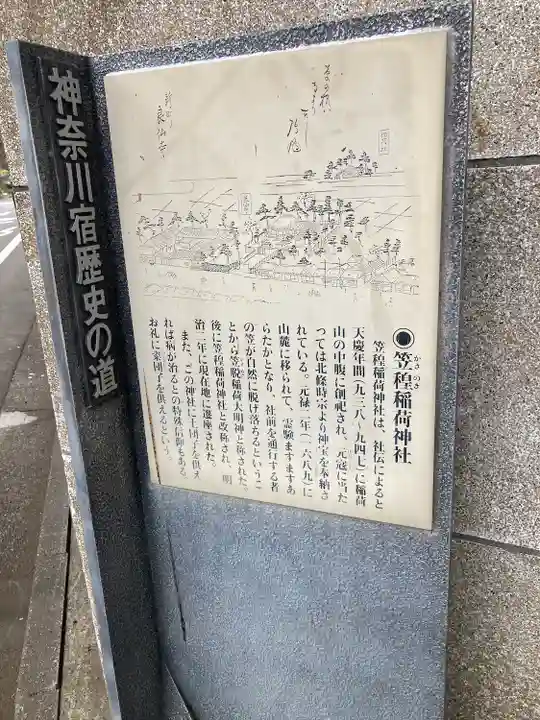 神奈川宿歴史の道
●笠䅣稲荷神社
かさのぎ
笠䅣稲荷神社は、社伝によると
天慶年間(九三八〜九四七)に稲荷
山の中腹に創祀され、元寇に当た
っては北條時宗より神宝を奉納さ
れている。元禄二年(一六八九)に
山麓に移られて、霊験ますますあ
らたかとなり、社前を通行する者
の笠が自然に脱げ落ちるというこ
とから笠脱稲荷大明神と称された。
後に笠䅣稲荷神社と改称され、明
治二年に現在地に遷座された。
また、この神社に土団子を供え
れば病が治るとの特殊信仰もある。
お礼に粢団子を供えるという。